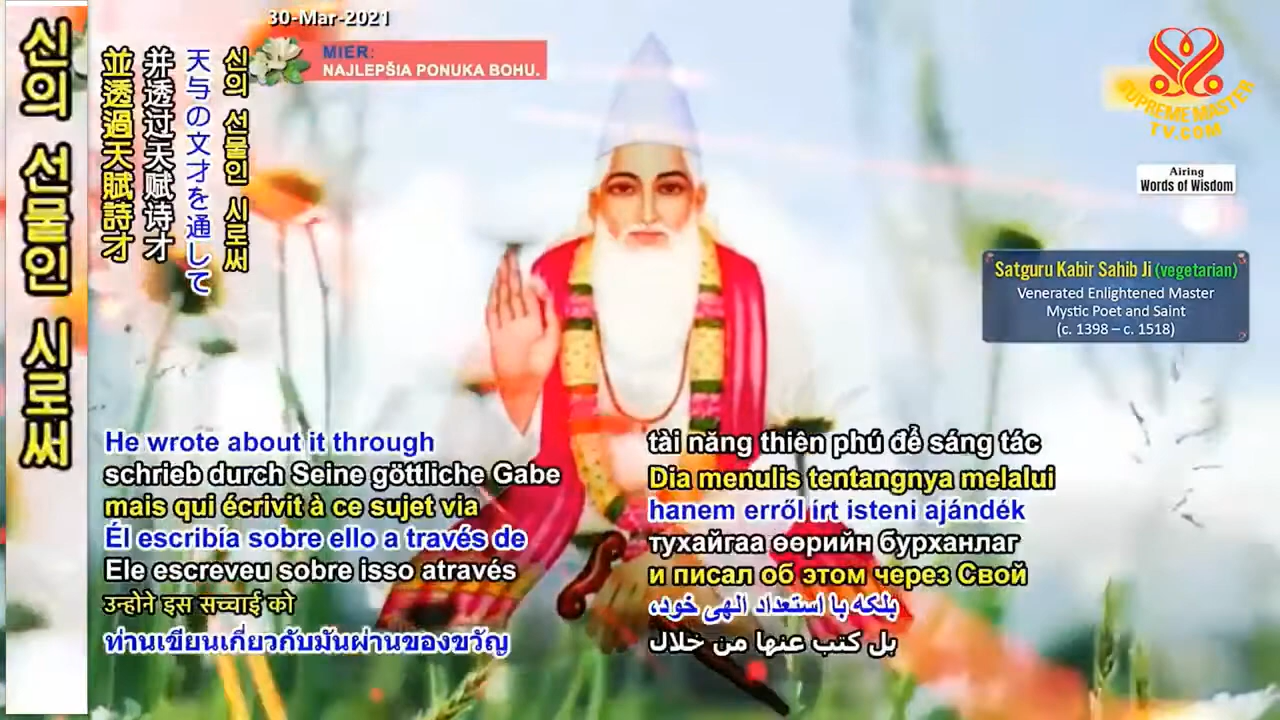 30-Mar-2021
MIER:
NAJLEPŠIA PONUKA BOHU.
SUPREME MASTER
TV.COM
Airing
Words of Wisdom
Satguru Kabir Sahib Ji (vegetarian)
Venerated Enlightened Master
Mystic Poet and Saint
(c. 1398 – c. 1518)
신의 선물인 시로써
並透過天賦詩才
并透过天赋诗才
天与の文才を通して
신의 선물인 시로써
He wrote about it through
schrieb durch Seine göttliche Gabe
mais qui écrivit à ce sujet via
Él escribía sobre ello a través de
Ele escreveu sobre isso através
उन्होने इस सच्चाई को
ท่านเขียนเกี่ยวกับมันผ่านของขวัญ
tài năng thiên phú để sáng tác
Dia menulis tentangnya melalui
hanem erről írt isteni ajándék
тухайгаа өөрийн бурханлаг
и писал об этом через Свой
بلکه با استعداد الهی خود،
بل كتب عنها من خلال